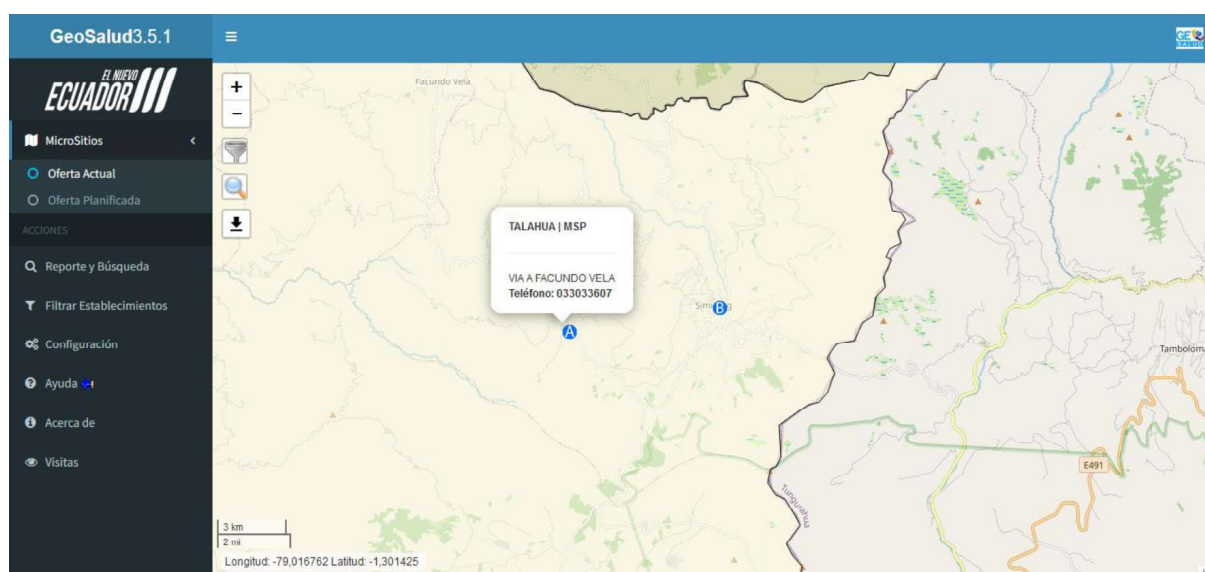 GeoSalud3.5.1
GEO
SALUD
EL NUEVO
ECUADOR
MicroSitios
Oferta Actual
Oferta Planificada
ACCIONES
Reporte y Búsqueda
Filtrar Establecimientos
Configuración
Ayuda
Acerca de
Visitas
+
−
Facundo Vela
TALAHUA | MSP
VIA A FACUNDO VELA
Teléfono: 033033607
A
B
E491
Tungurahua
3 km
2 mi
Longitud: -79,016762 Latitud: -1,301425